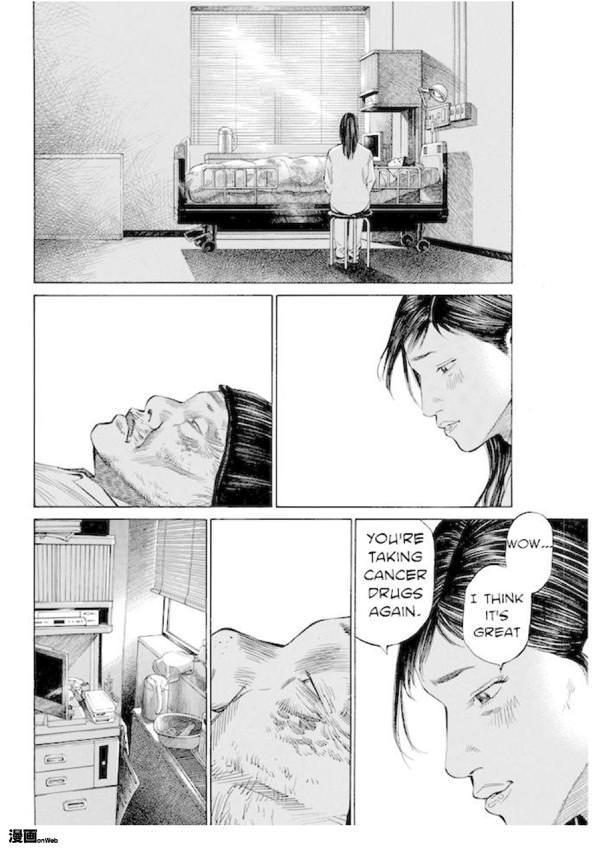 WOW...
I THINK
IT'S
GREAT
YOU'RE
TAKING
CANCER
DRUGS
AGAIN.
漫画onWeb